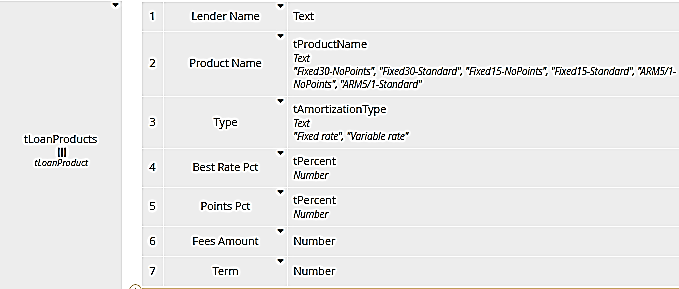 tLoanProducts
tLoanProduct
1 Lender Name Text
2 Product Name tProductName
Text
"Fixed30-NoPoints", "Fixed30-Standard", "Fixed15-NoPoints", "Fixed15-Standard", "ARM5/1-
NoPoints", "ARM5/1-Standard"
3 Type tAmortizationType
Text
"Fixed rate", "Variable rate"
4 Best Rate Pct tPercent
Number
5 Points Pct tPercent
Number
6 Fees Amount Number
7 Term Number